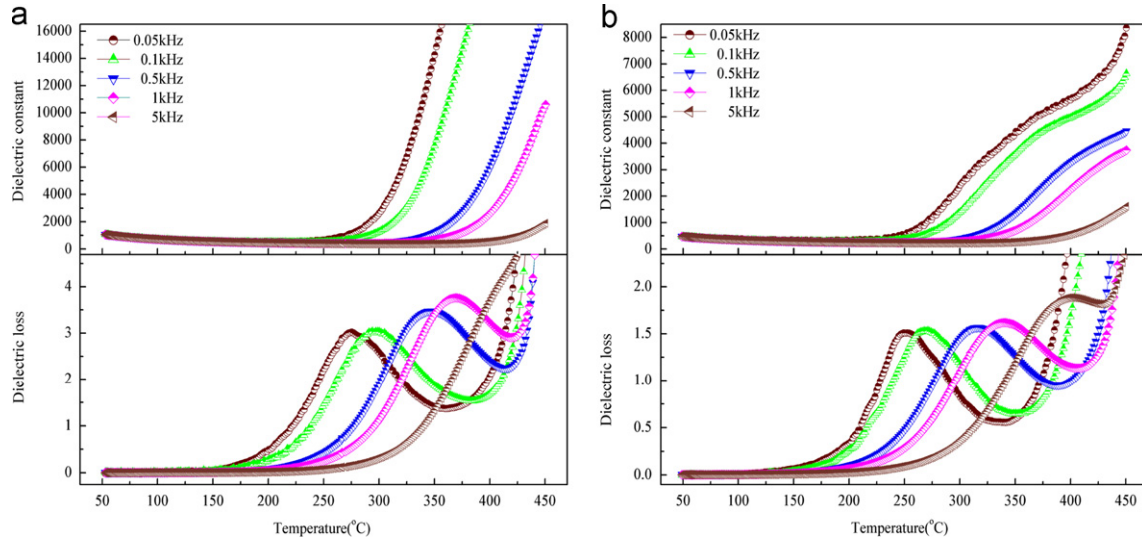 a
16000
14000
12000
10000
8000
6000
4000
2000
0
Dielectric constant
0.05kHz
0.1kHz
0.5kHz
1kHz
5kHz
4
3
2
1
0
Dielectric loss
50 100 150 200 250 300 350 400 450
Temperature(°C)
b
8000
7000
6000
5000
4000
3000
2000
1000
0
Dielectric constant
0.05kHz
0.1kHz
0.5kHz
1kHz
5kHz
2.0
1.5
1.0
0.5
0.0
Dielectric loss
50 100 150 200 250 300 350 400 450
Temperature(°C)